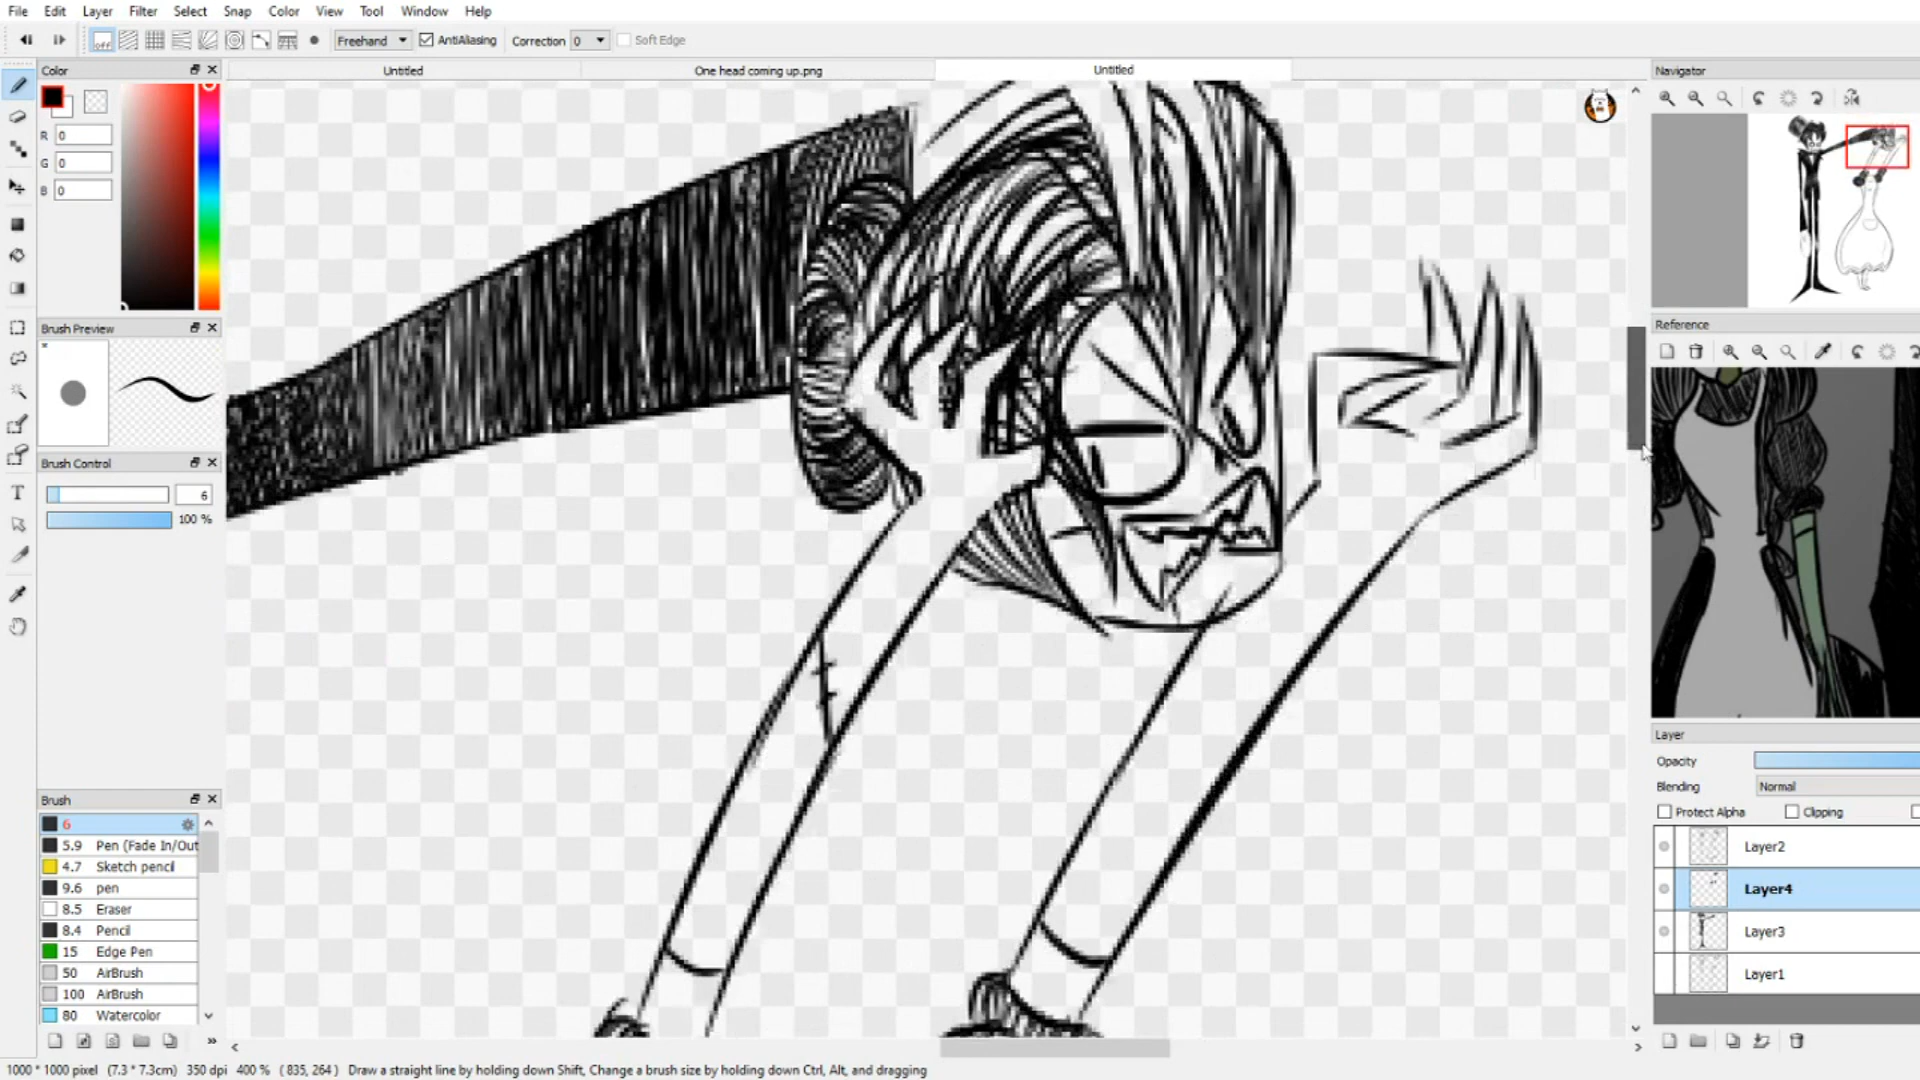 File Edit Layer Filter Select Snap Color View Tool Window Help
off Freehand AntiAliasing Correction 0 Soft Edge
Color Untitled One head coming up.png Untitled Navigator
R 0
G 0
B 0
Brush Preview
Reference
Brush Control
6
100 %
Layer
Opacity
Blending Normal
Protect Alpha Clipping
Brush
6
5.9 Pen (Fade In/Out
4.7 Sketch pencil
9.6 pen
8.5 Eraser
8.4 Pencil
15 Edge Pen
50 AirBrush
100 AirBrush
80 Watercolor
Layer2
Layer4
Layer3
Layer1
1000 * 1000 pixel (7.3 * 7.3cm) 350 dpi 400 % ( 835, 264 ) Draw a straight line by holding down Shift, Change a brush size by holding down Ctrl, Alt, and dragging